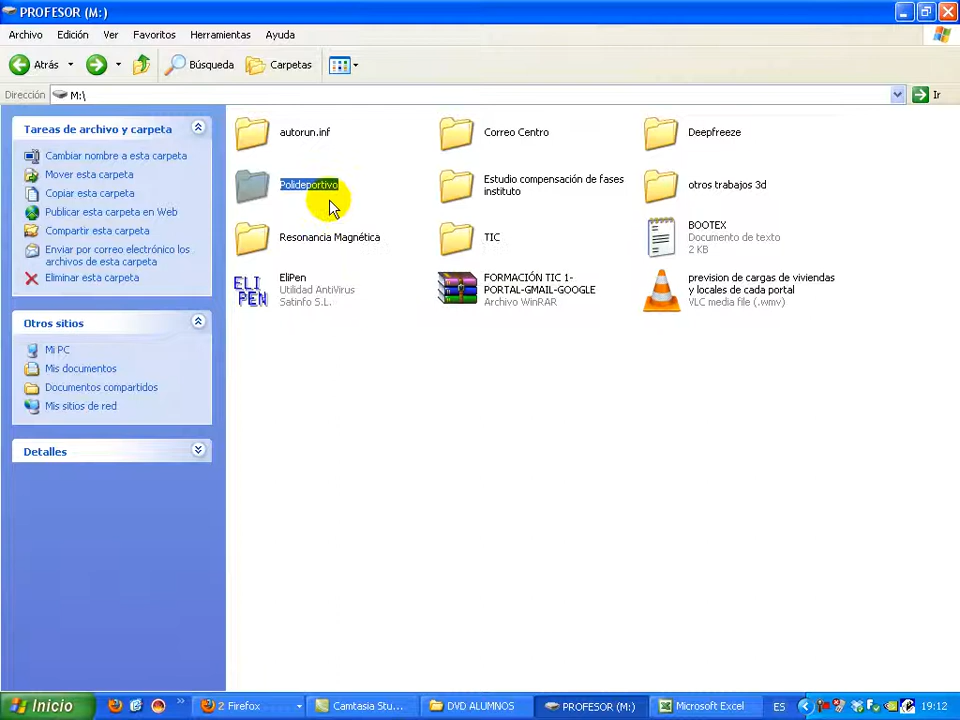 PROFESOR (M:)
Archivo Edición Ver Favoritos Herramientas Ayuda
Atrás Búsqueda Carpetas
Dirección M:\ Ir
Tareas de archivo y carpeta
Cambiar nombre a esta carpeta
Mover esta carpeta
Copiar esta carpeta
Publicar esta carpeta en Web
Compartir esta carpeta
Enviar por correo electrónico los
archivos de esta carpeta
Eliminar esta carpeta
Otros sitios
Mi PC
Mis documentos
Documentos compartidos
Mis sitios de red
Detalles
autorun.inf
Correo Centro
Deepfreeze
Polideportivo
Estudio compensación de fases
instituto
otros trabajos 3d
Resonancia Magnética
TIC
BOOTEX
Documento de texto
2 KB
ELI
PEN
EliPen
Utilidad AntiVirus
Satinfo S.L.
FORMACIÓN TIC 1-
PORTAL-GMAIL-GOOGLE
Archivo WinRAR
prevision de cargas de viviendas
y locales de cada portal
VLC media file (.wmv)
Inicio 2 Firefox Camtasia Stu... DVD ALUMNOS PROFESOR (M:) Microsoft Excel ES 19:12